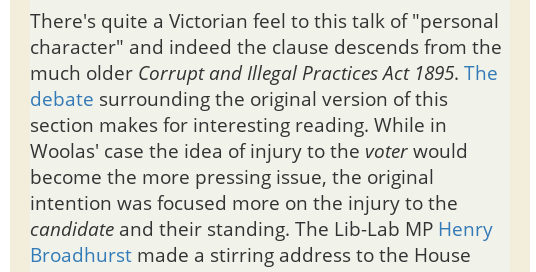 There's quite a Victorian feel to this talk of "personal
character" and indeed the clause descends from the
much older Corrupt and Illegal Practices Act 1895. The
debate surrounding the original version of this
section makes for interesting reading. While in
Woolas' case the idea of injury to the voter would
become the more pressing issue, the original
intention was focused more on the injury to the
candidate and their standing. The Lib-Lab MP Henry
Broadhurst made a stirring address to the House